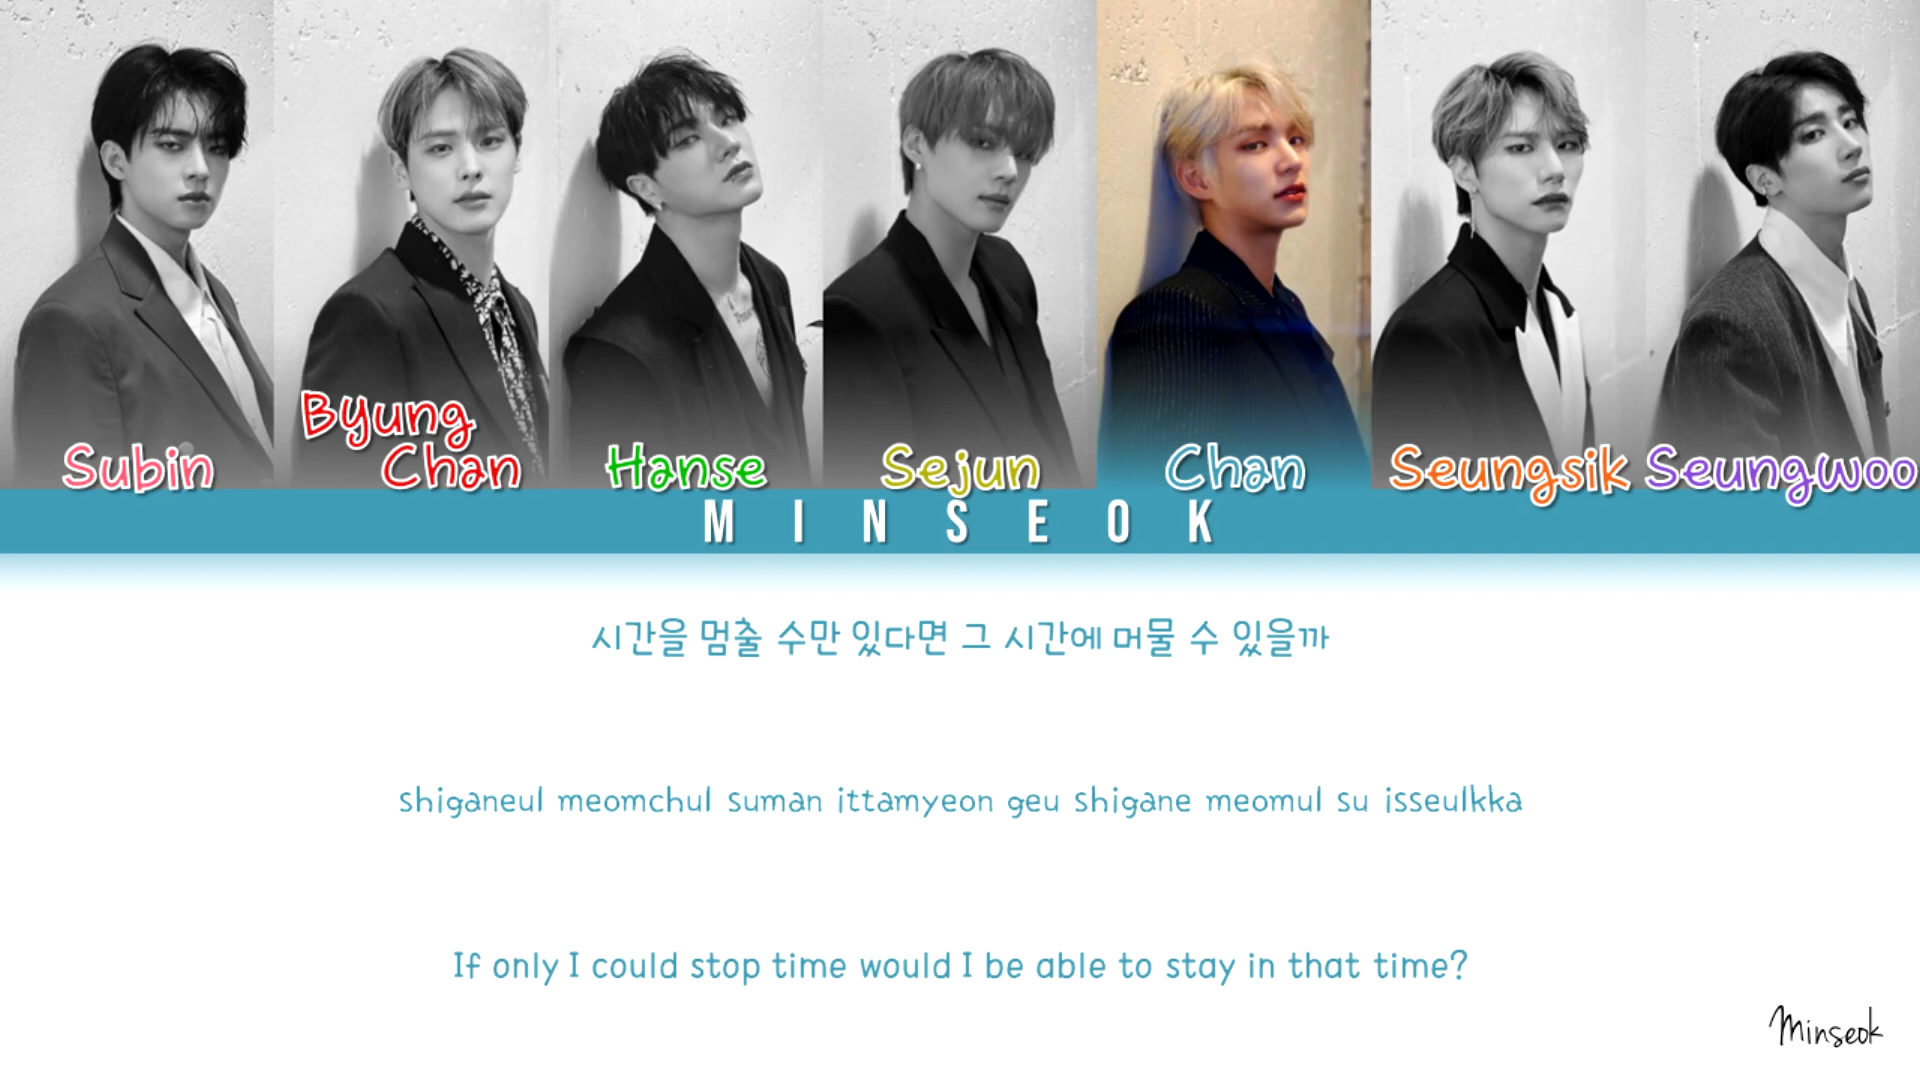 Subin
Byung
Chan
Hanse
Sejun
Chan
Seungsik
Seungwoo
MINSEOK
시간을 멈출 수만 있다면 그 시간에 머물 수 있을까
shiganeul meomchul suman ittamyeon geu shigane meomul su isseulkka
If only I could stop time would I be able to stay in that time?
Minseok